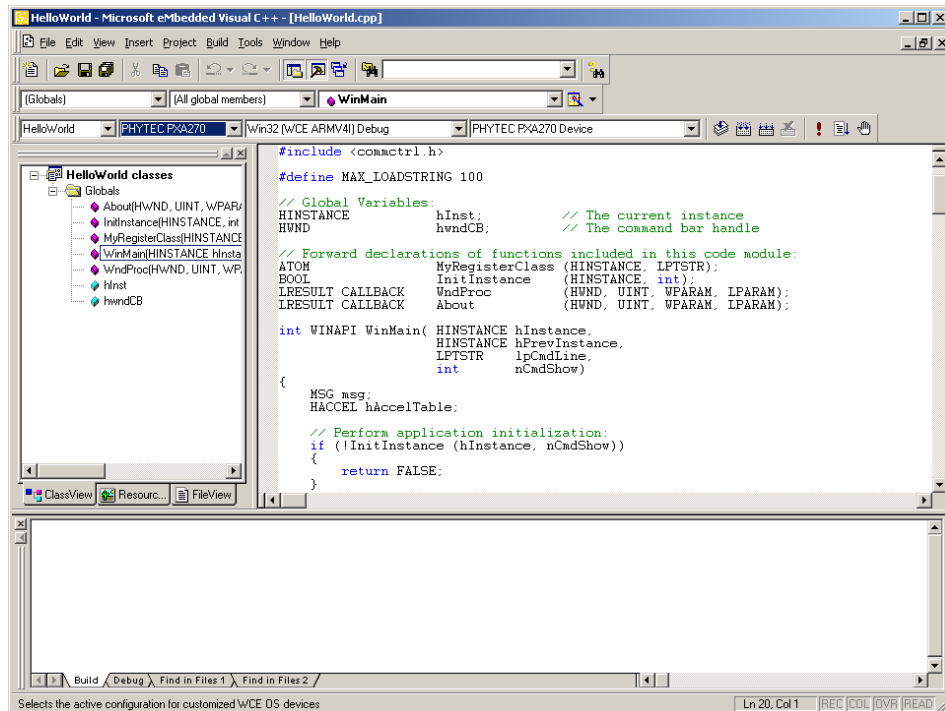 HelloWorld - Microsoft eMbedded Visual C++ - [HelloWorld.cpp]
File Edit View Insert Project Build Tools Window Help
(Globals) (All global members) WinMain
HelloWorld PHYTEC PXA270 Win32 (WCE ARMV4I) Debug PHYTEC PXA270 Device
HelloWorld classes
Globals
About(HWND, UINT, WPARA
InitInstance(HINSTANCE, int
MyRegisterClass(HINSTANCE
WinMain(HINSTANCE hInsta
WndProc(HWND, UINT, WP.
hInst
hwndCB
ClassView Resourc... FileView
#include <commctrl.h>
#define MAX_LOADSTRING 100
// Global Variables:
HINSTANCE hInst; // The current instance
HWND hwndCB; // The command bar handle
// Forward declarations of functions included in this code module:
ATOM MyRegisterClass (HINSTANCE, LPTSTR);
BOOL InitInstance (HINSTANCE, int);
LRESULT CALLBACK WndProc (HWND, UINT, WPARAM, LPARAM);
LRESULT CALLBACK About (HWND, UINT, WPARAM, LPARAM);
int WINAPI WinMain( HINSTANCE hInstance,
HINSTANCE hPrevInstance,
LPTSTR lpCmdLine,
int nCmdShow)
{
MSG msg;
HACCEL hAccelTable;
// Perform application initialization:
if (!InitInstance (hInstance, nCmdShow))
{
return FALSE;
}
Build Debug Find in Files 1 Find in Files 2
Selects the active configuration for customized WCE OS devices Ln 20, Col 1 REC COL OVR READ